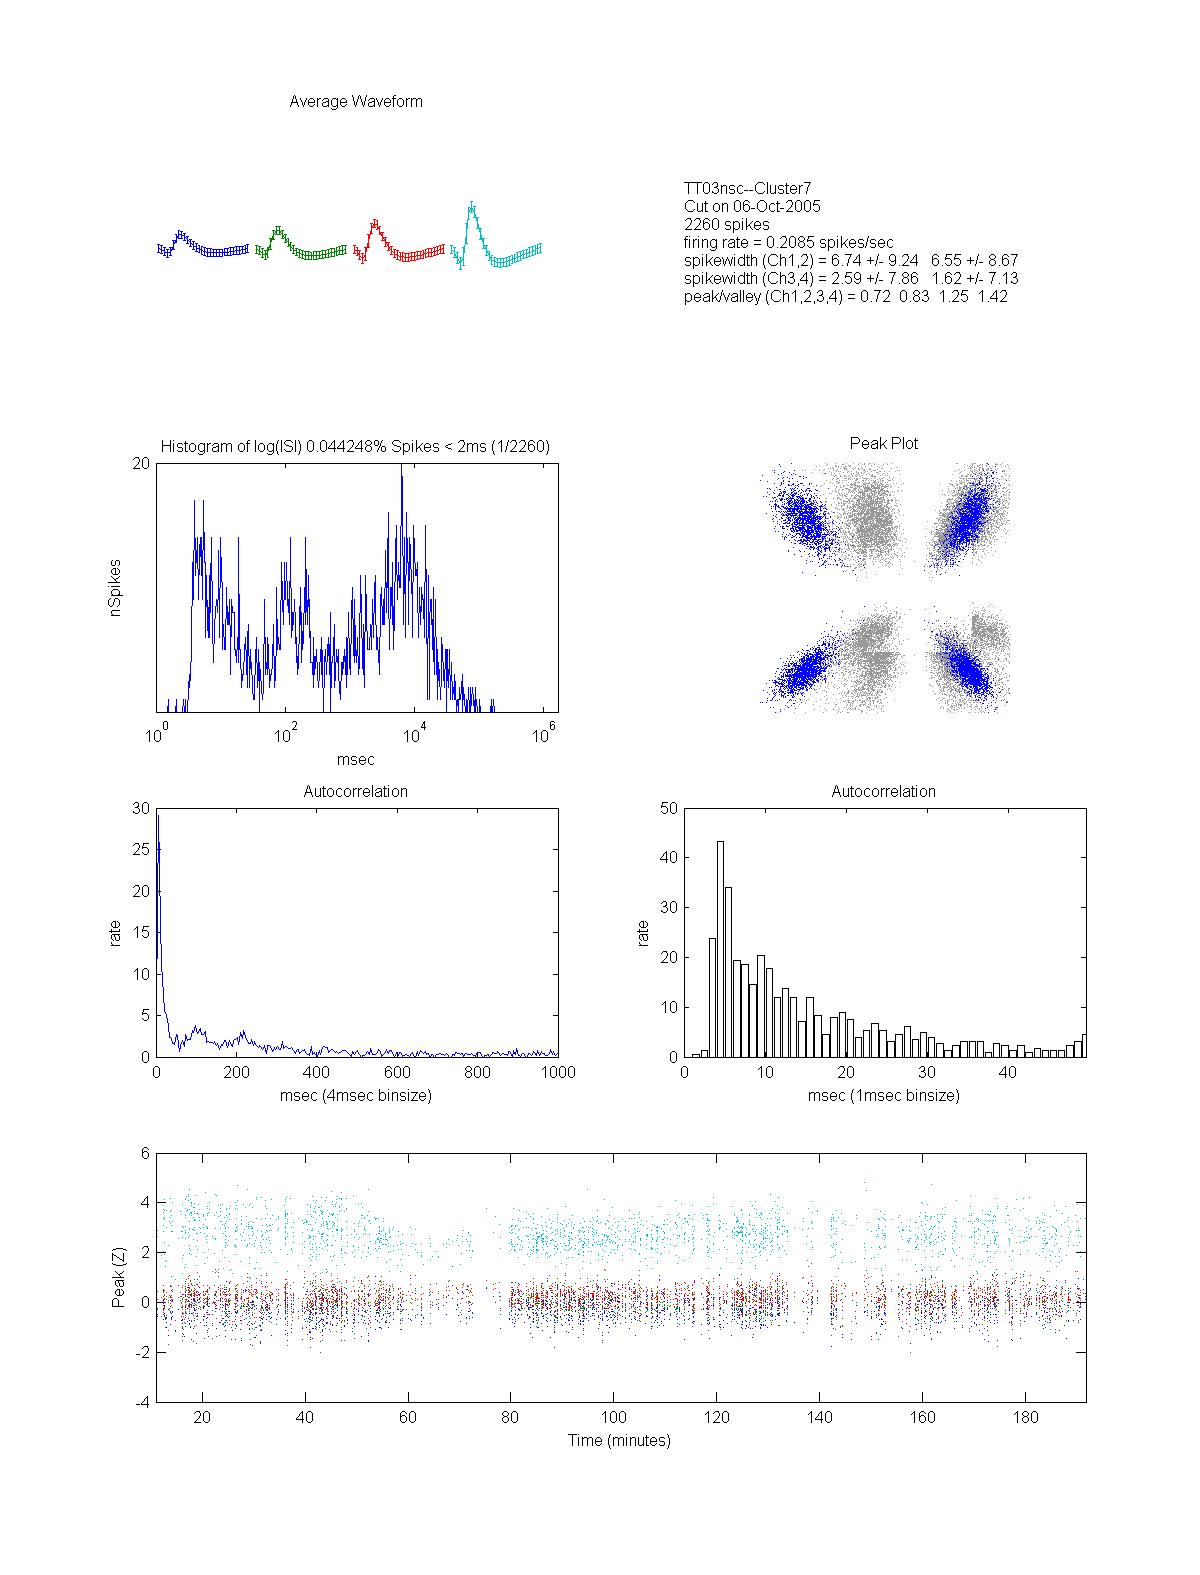 Average Waveform
TT03nsc--Cluster7
Cut on 06-Oct-2005
2260 spikes
firing rate = 0.2085 spikes/sec
spikewidth (Ch1,2) = 6.74 +/- 9.24 6.55 +/- 8.67
spikewidth (Ch3,4) = 2.59 +/- 7.86 1.62 +/- 7.13
peak/valley (Ch1,2,3,4) = 0.72 0.83 1.25 1.42
Histogram of log(ISI) 0.044248% Spikes < 2ms (1/2260)
20
nSpikes
10^0 10^2 10^4 10^6
msec
Peak Plot
Autocorrelation
30
25
20
15
10
5
0
rate
0 200 400 600 800 1000
msec (4msec binsize)
Autocorrelation
50
40
30
20
10
0
rate
0 10 20 30 40
msec (1msec binsize)
6
4
2
0
-2
-4
Peak (Z)
20 40 60 80 100 120 140 160 180
Time (minutes)